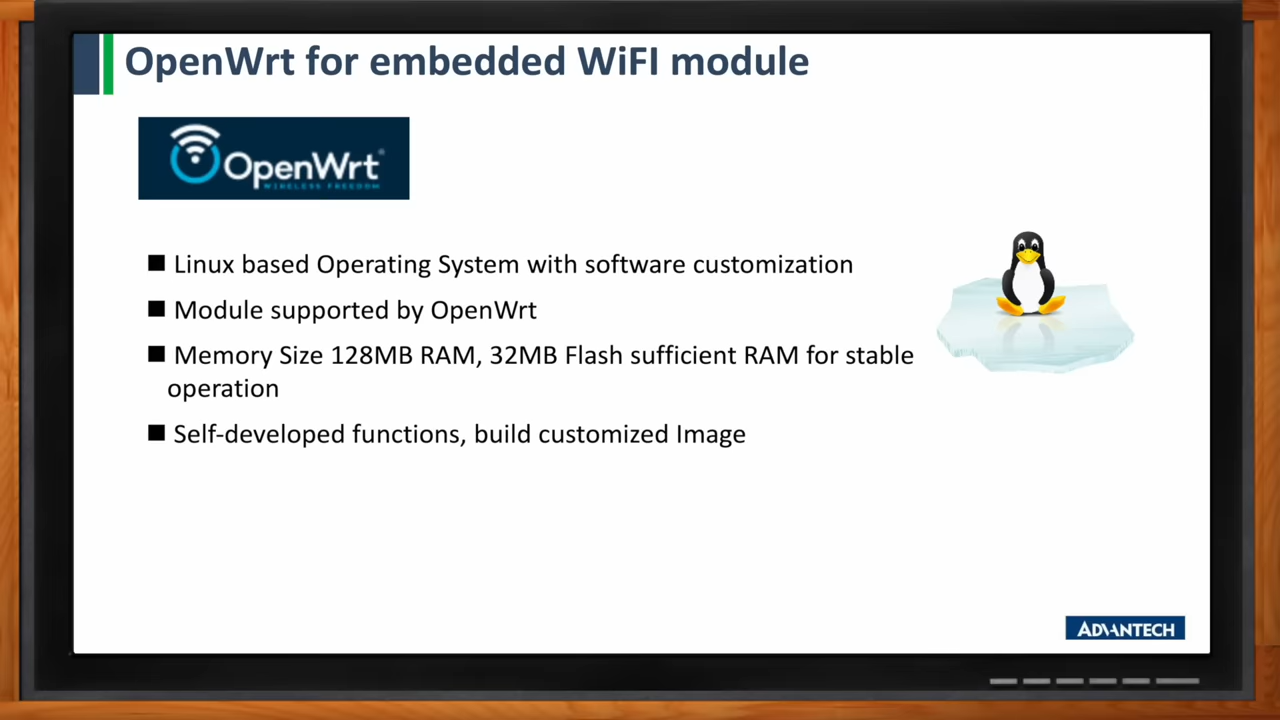 OpenWrt for embedded WiFI module
OpenWrt
WIRELESS FREEDOM
Linux based Operating System with software customization
Module supported by OpenWrt
Memory Size 128MB RAM, 32MB Flash sufficient RAM for stable
operation
Self-developed functions, build customized Image
ADVANTECH